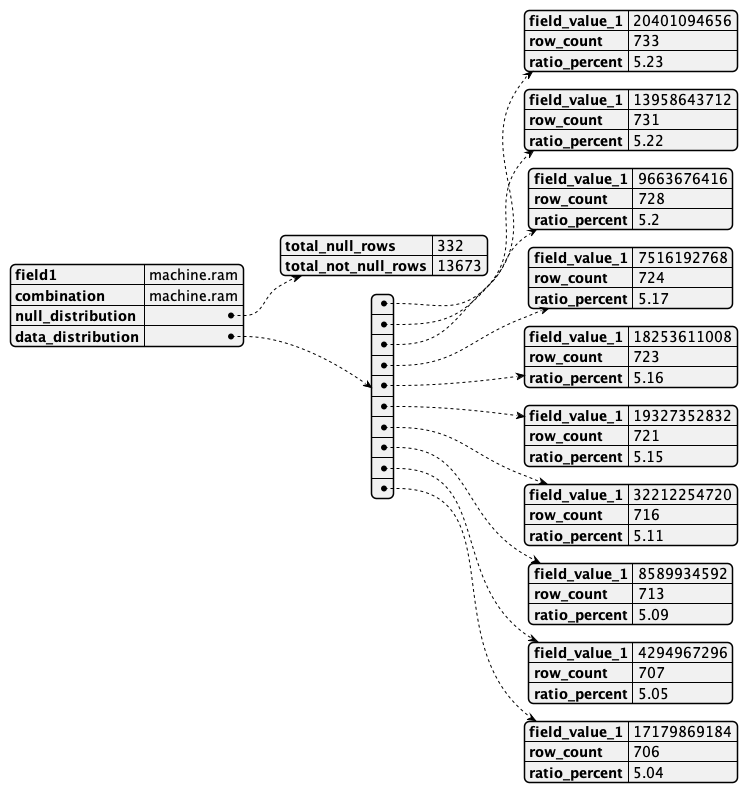 field1 machine.ram
combination machine.ram
null_distribution
data_distribution
total_null_rows 332
total_not_null_rows 13673
field_value_1 20401094656
row_count 733
ratio_percent 5.23
field_value_1 13958643712
row_count 731
ratio_percent 5.22
field_value_1 9663676416
row_count 728
ratio_percent 5.2
field_value_1 7516192768
row_count 724
ratio_percent 5.17
field_value_1 18253611008
row_count 723
ratio_percent 5.16
field_value_1 19327352832
row_count 721
ratio_percent 5.15
field_value_1 32212254720
row_count 716
ratio_percent 5.11
field_value_1 8589934592
row_count 713
ratio_percent 5.09
field_value_1 4294967296
row_count 707
ratio_percent 5.05
field_value_1 17179869184
row_count 706
ratio_percent 5.04